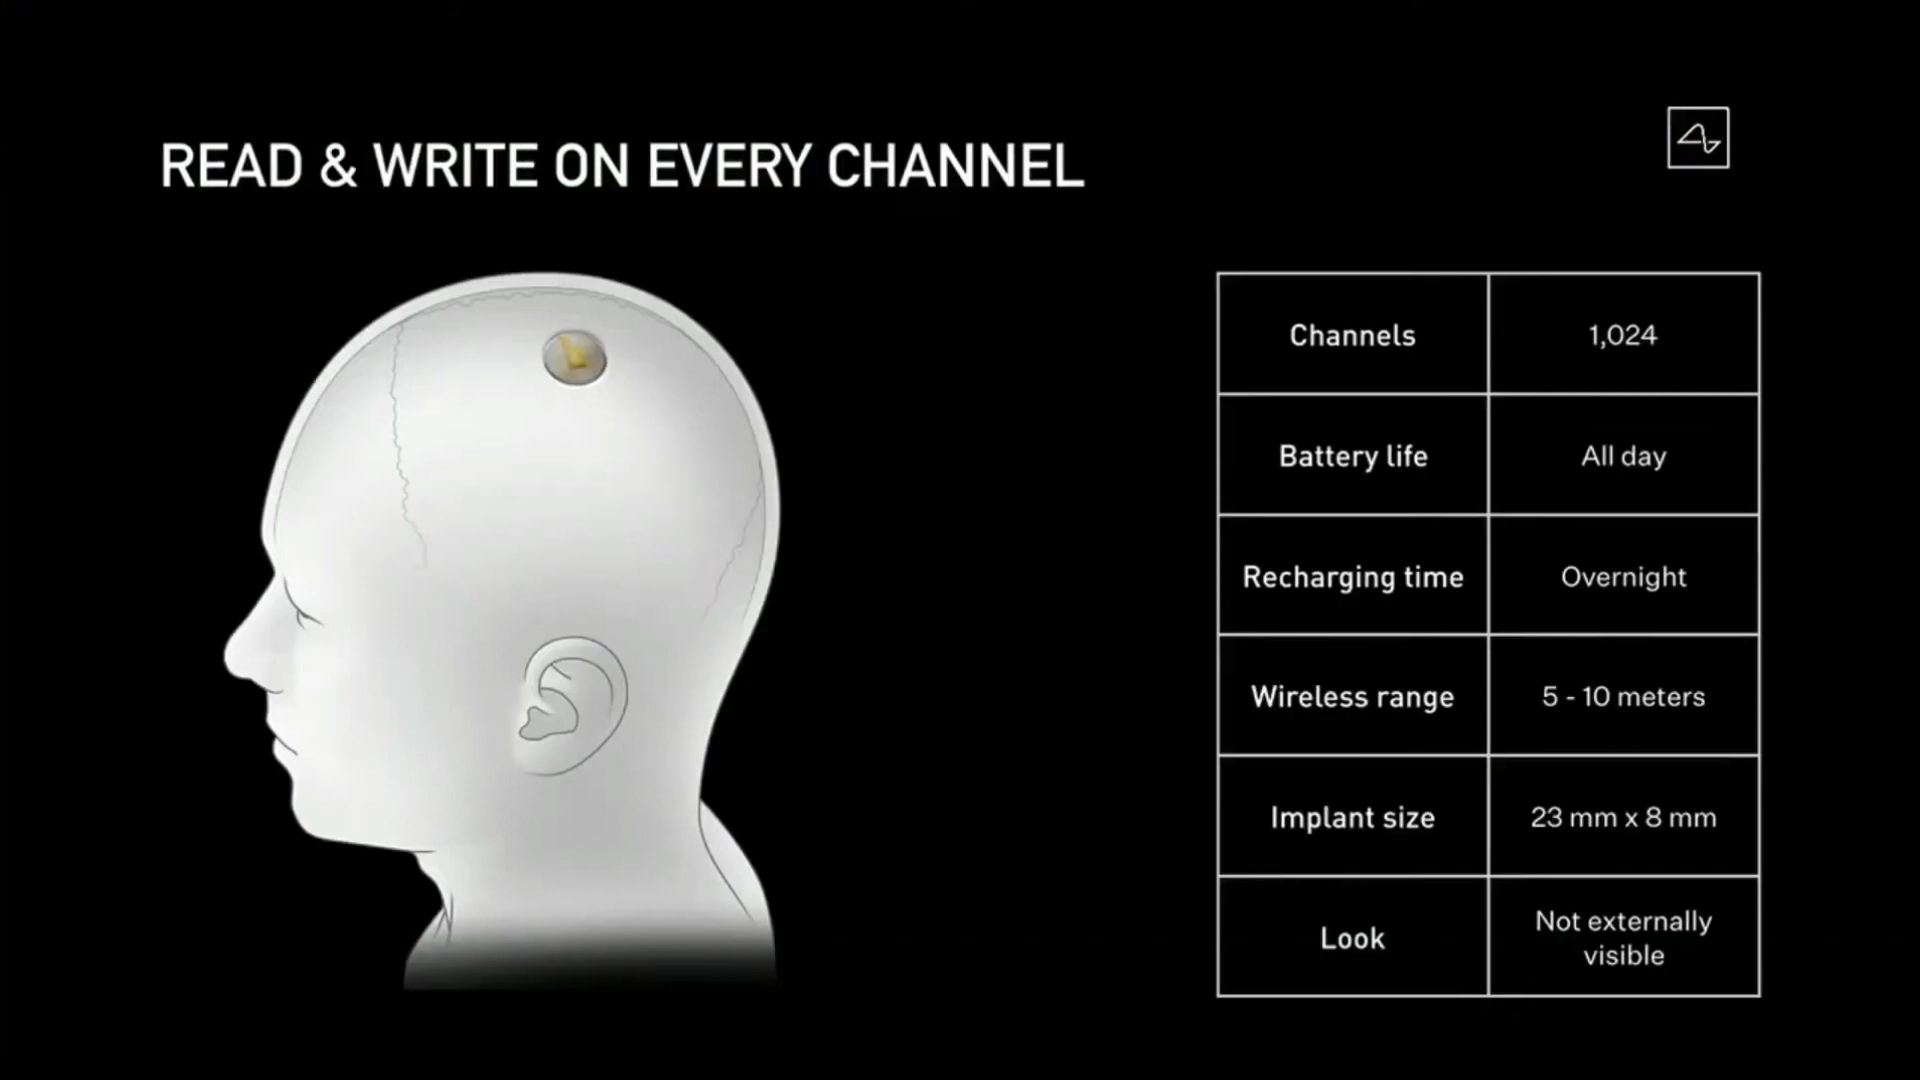 READ & WRITE ON EVERY CHANNEL
Channels
1,024
Battery life
All day
Recharging time
Overnight
Wireless range
5 - 10 meters
Implant size
23 mm x 8 mm
Look
Not externally
visible